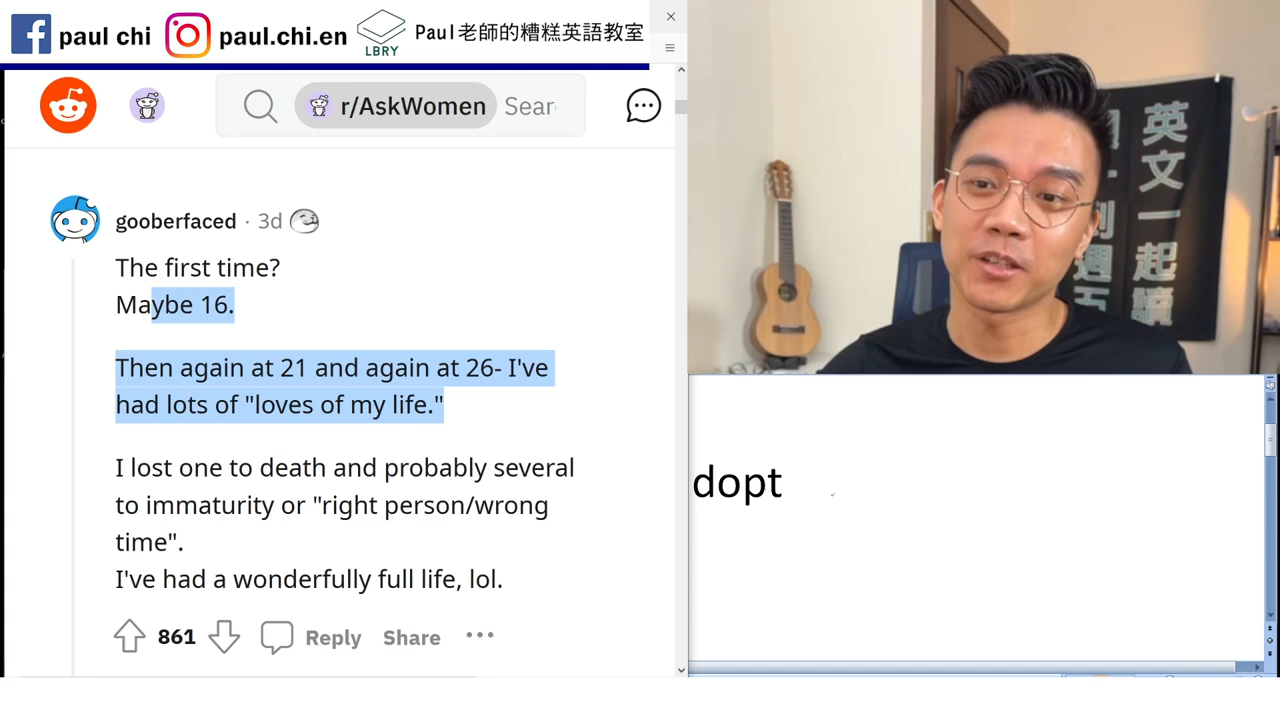 paul chi
paul.chi.en
LBRY
Paul老師的糟糕英語教室
r/AskWomen
Sear
gooberfaced · 3d
The first time?
Maybe 16.
Then again at 21 and again at 26- I've
had lots of "loves of my life."
I lost one to death and probably several
to immaturity or "right person/wrong
time".
I've had a wonderfully full life, lol.
861
Reply
Share
英文一起讀
週五
dopt